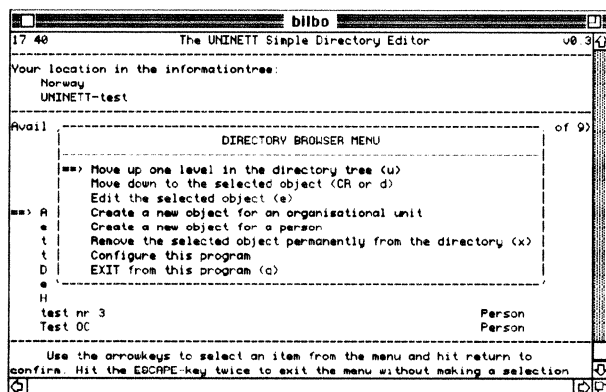 bilbo
17 40 The UNINETT Simple Directory Editor v0.3
Your location in the informationtree:
Norway
UNINETT-test
Avail of 9)
DIRECTORY BROWSER MENU
==> Move up one level in the directory tree (u)
Move down to the selected object (CR or d)
Edit the selected object (e)
==> A Create a new object for an organisational unit
e Create a new object for a person
t Remove the selected object permanently from the directory (x)
t Configure this program
D EXIT from this program (q)
e
H
test nr 3 Person
Test OC Person
Use the arrowkeys to select an item from the menu and hit return to
confirm. Hit the ESCAPE-key twice to exit the menu without making a selection